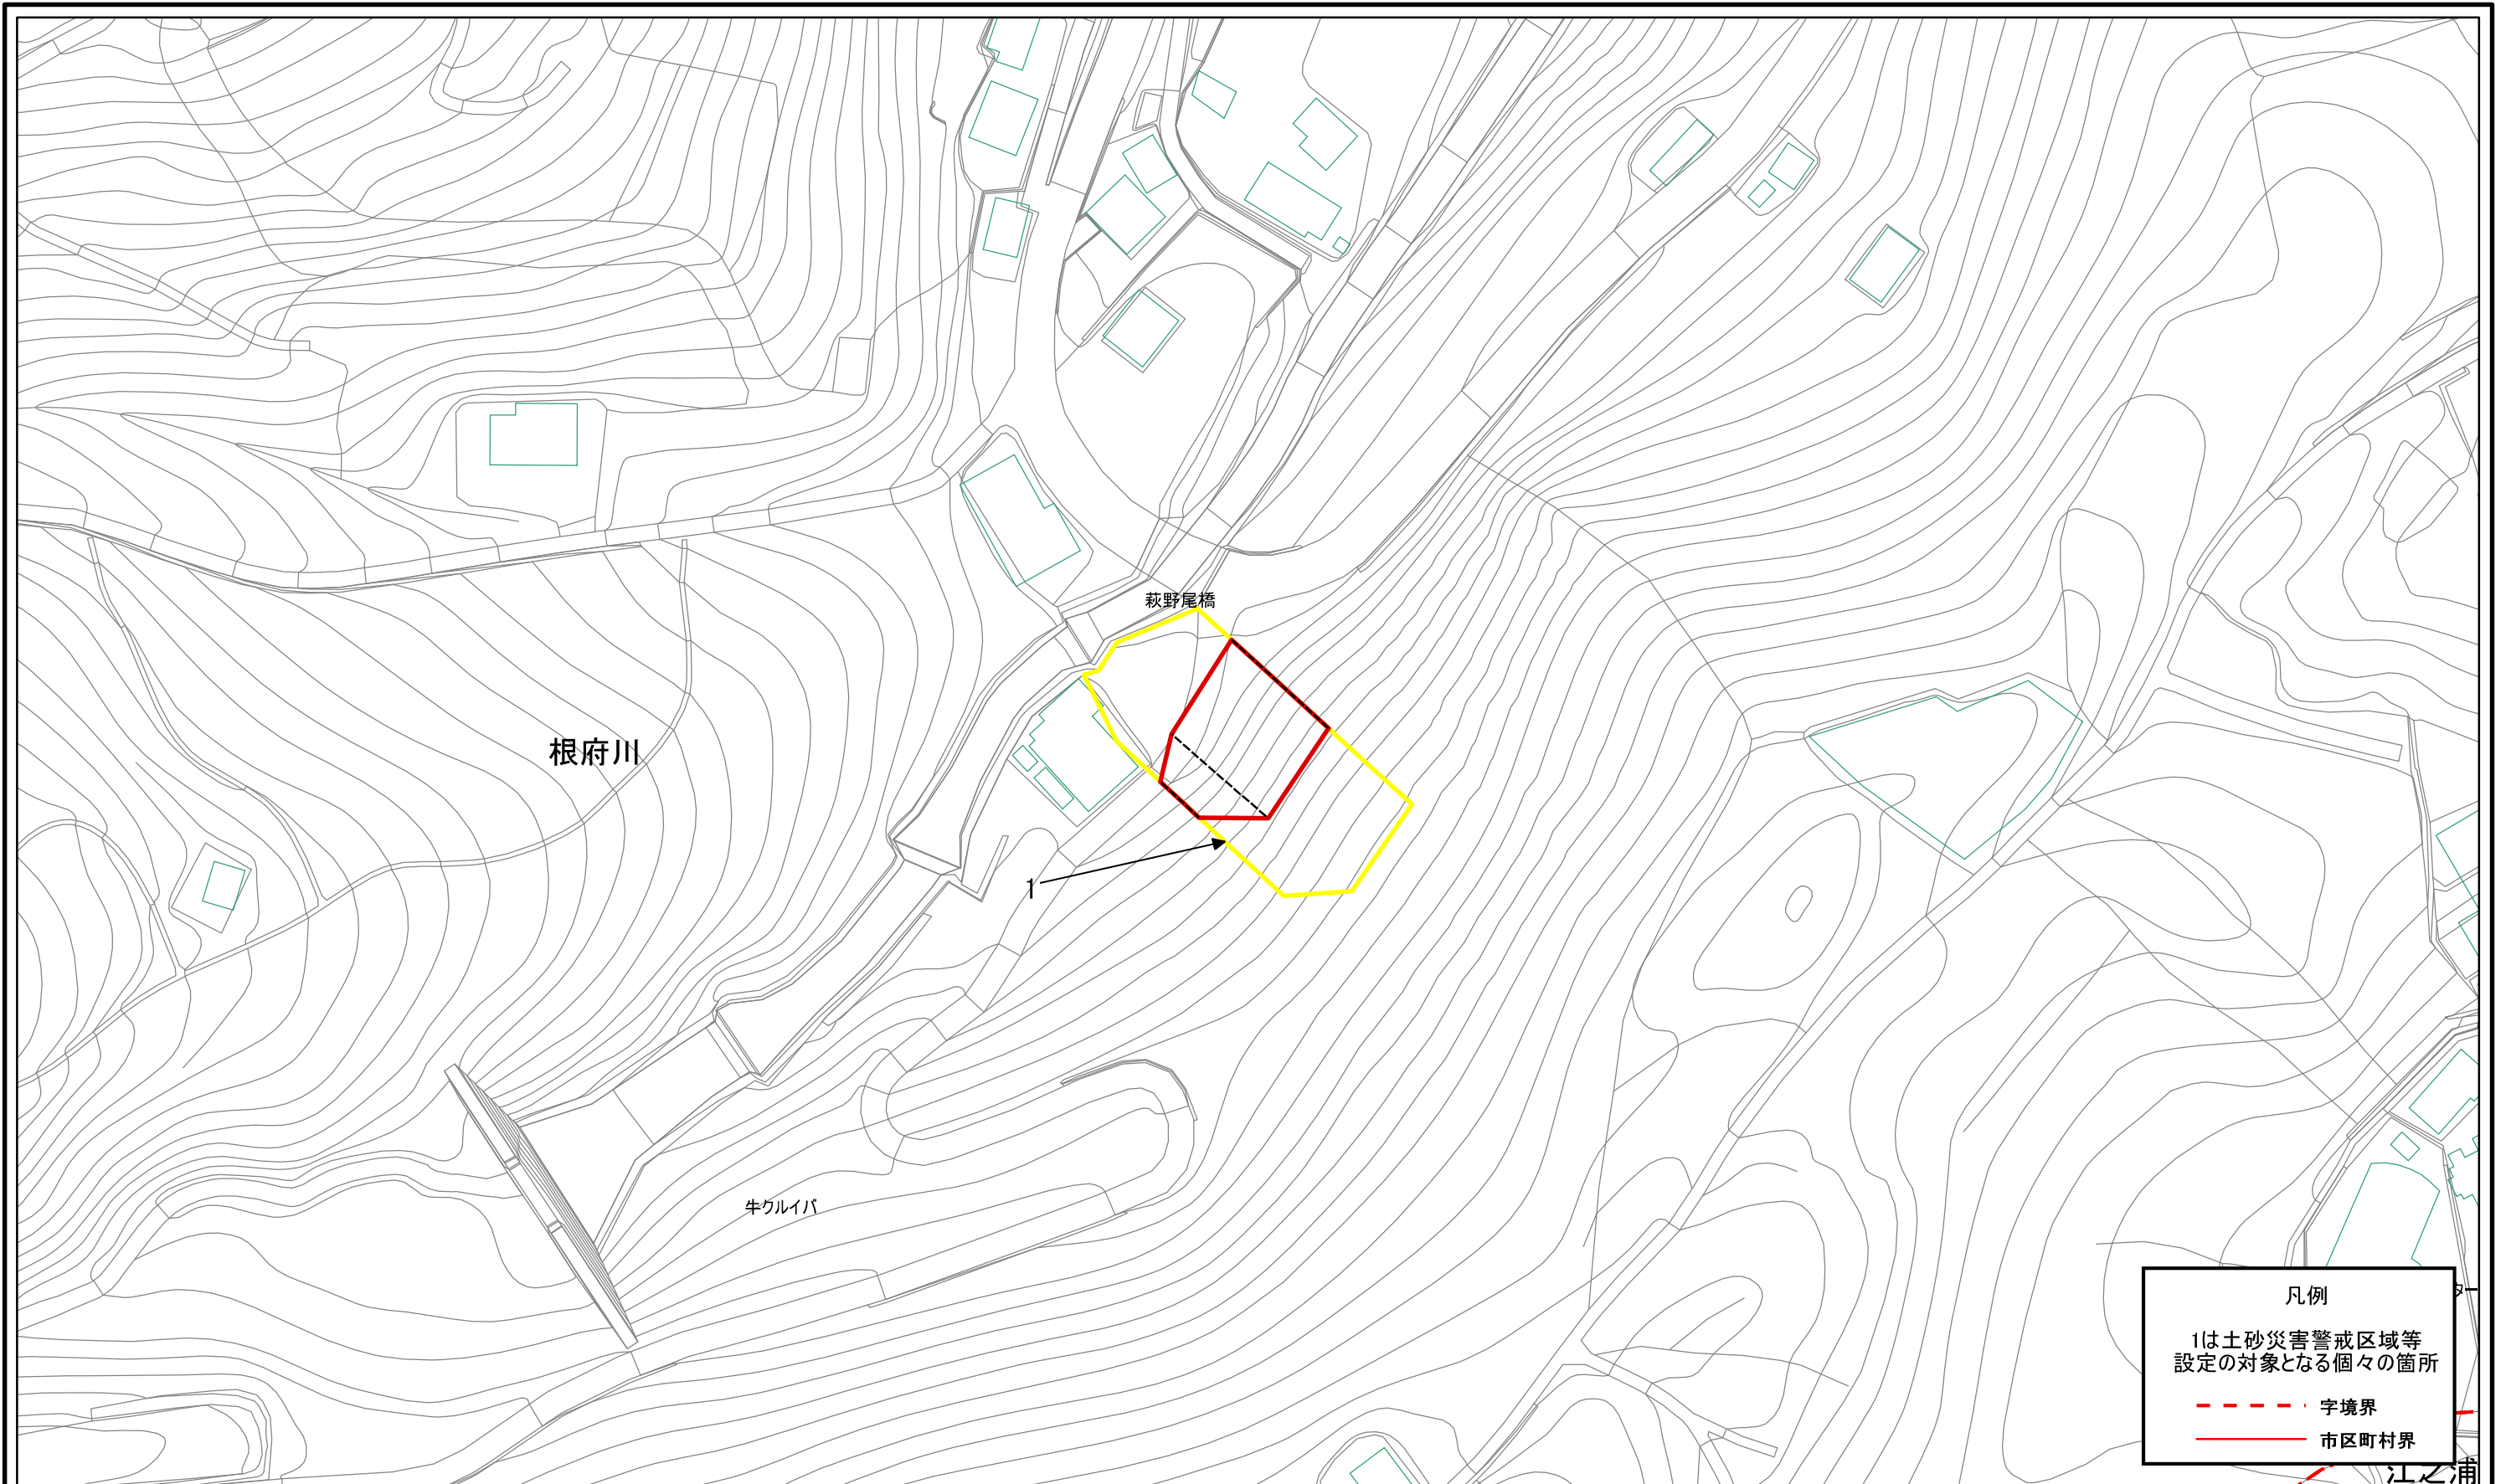 萩野尾橋
根府川
1
牛クルイバ
凡例
1は土砂災害警戒区域等
設定の対象となる個々の箇所
字境界
市区町村界
江之浦